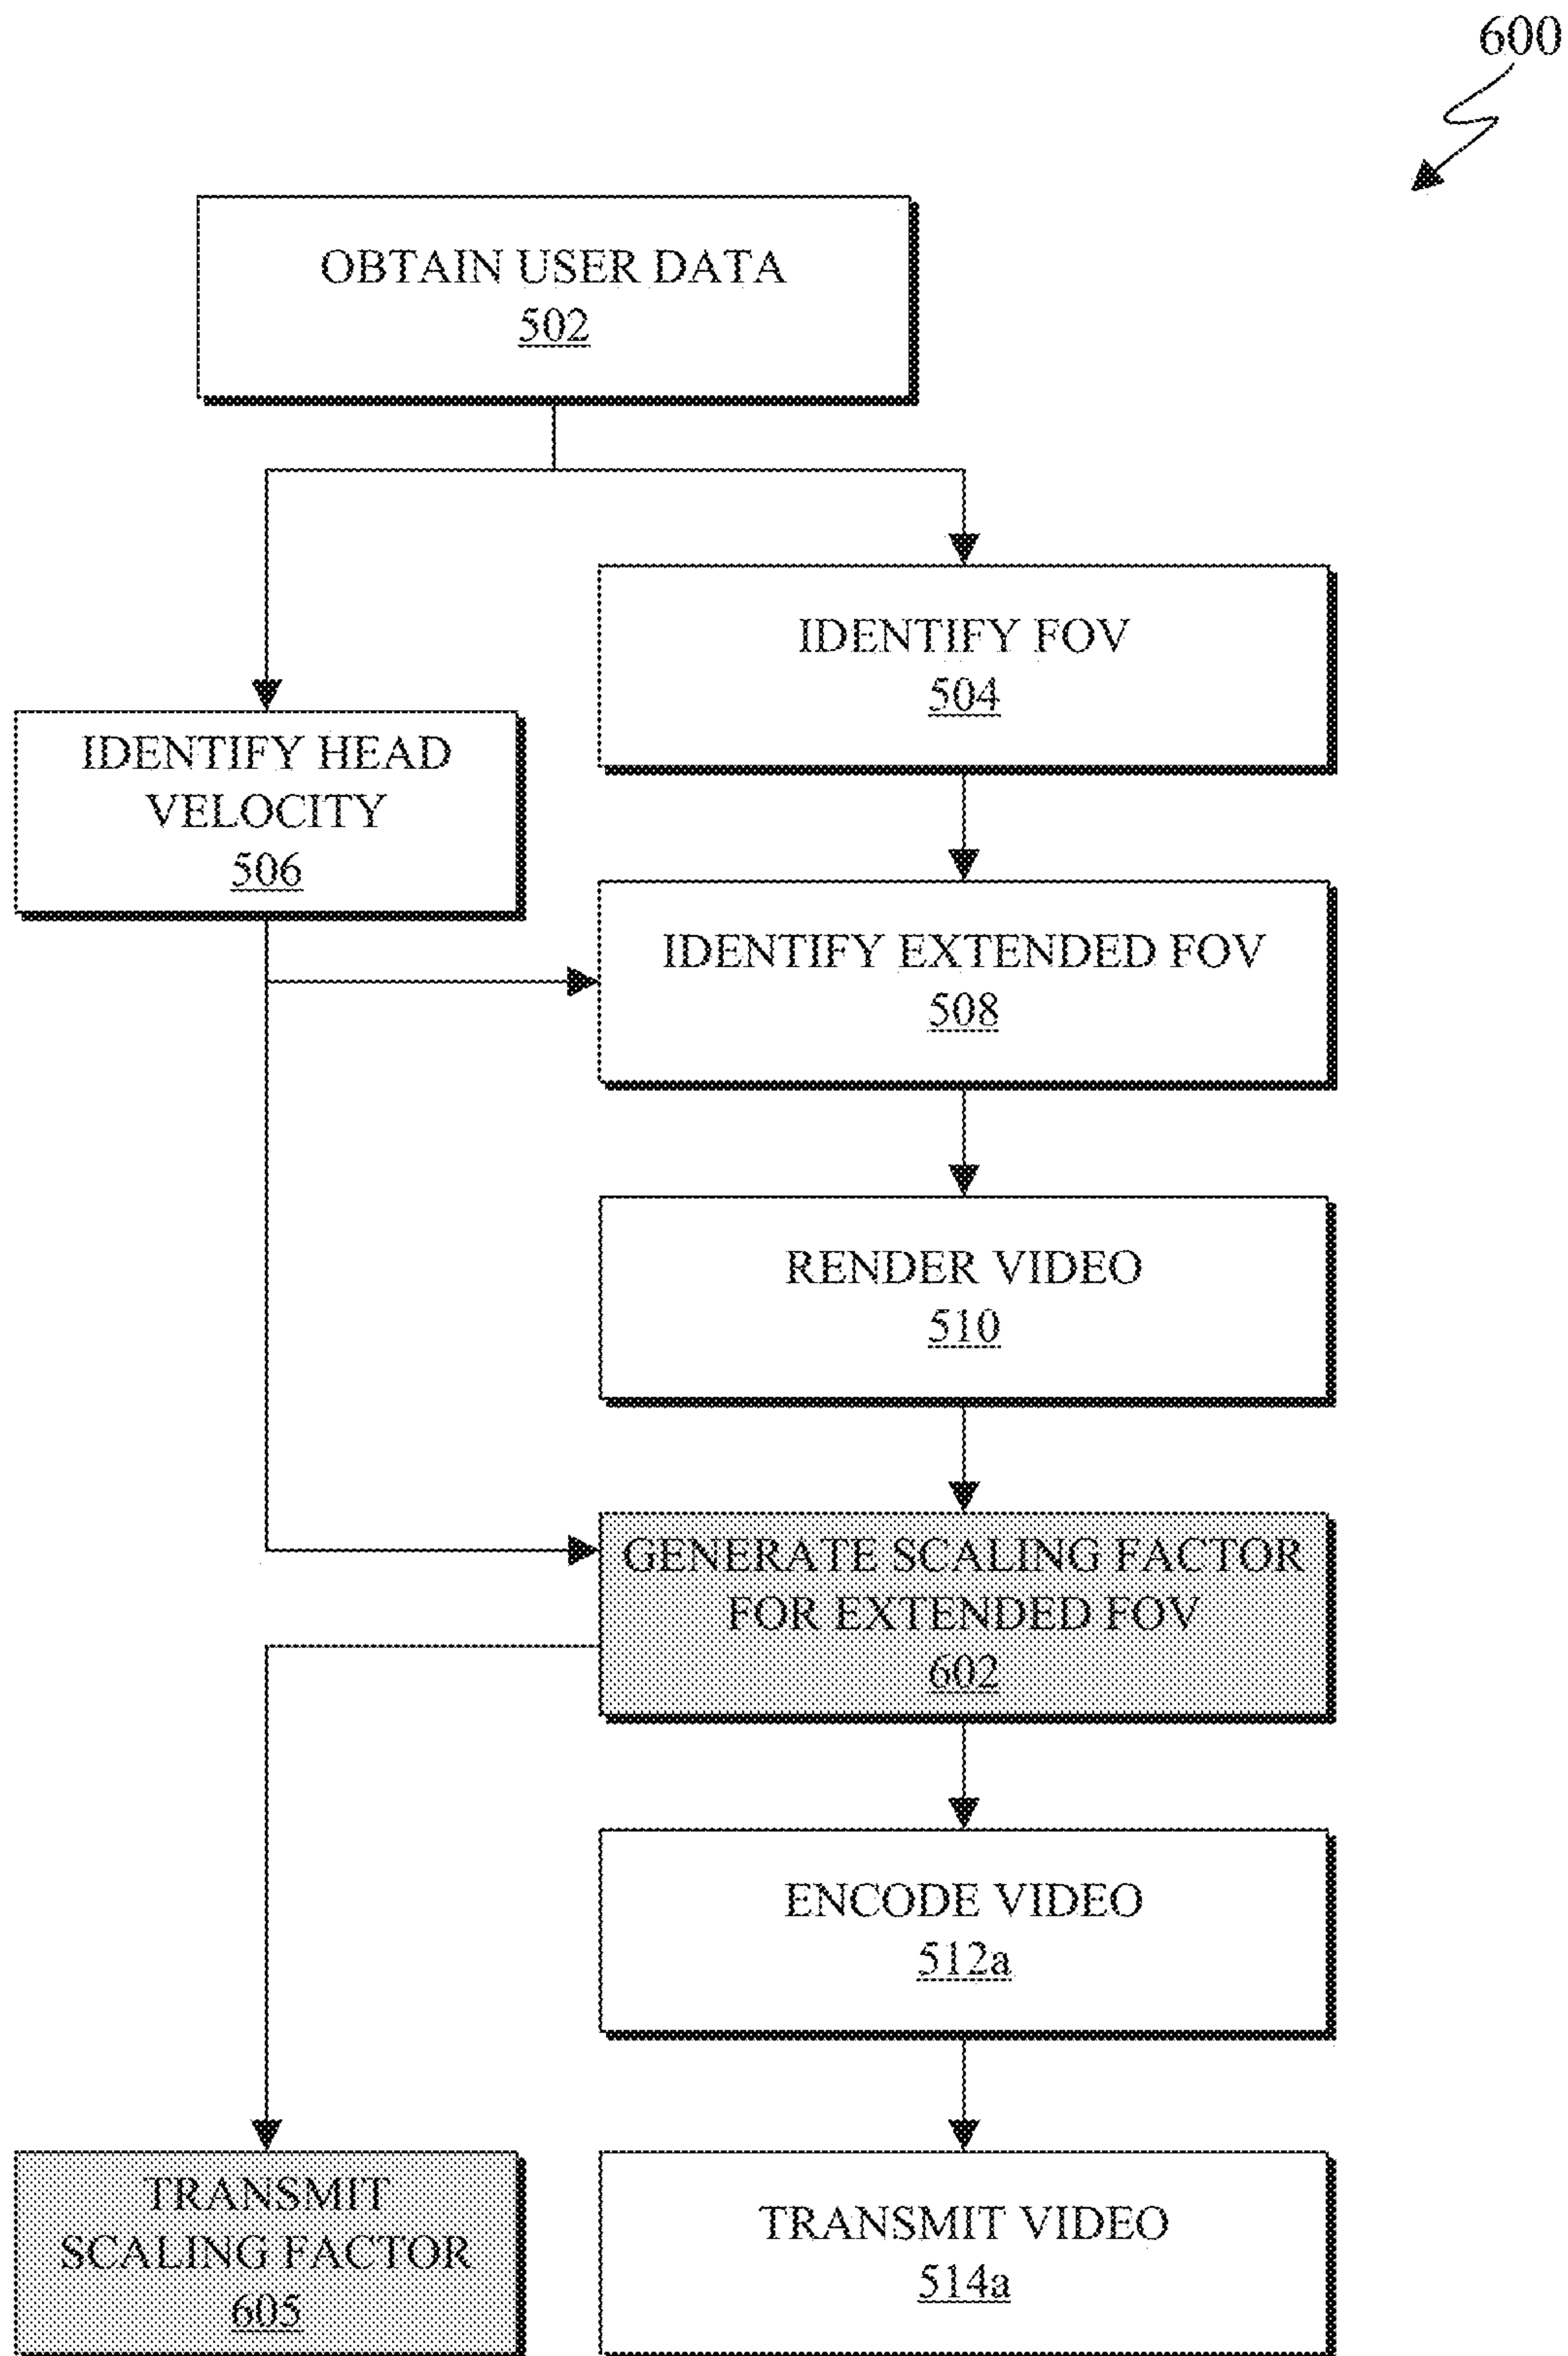 600
OBTAIN USER DATA
502
IDENTIFY FOV
504
IDENTIFY HEAD
VELOCITY
506
IDENTIFY EXTENDED FOV
508
RENDER VIDEO
510
GENERATE SCALING FACTOR
FOR EXTENDED FOV
602
ENCODE VIDEO
512a
TRANSMIT
SCALING FACTOR
605
TRANSMIT VIDEO
514a